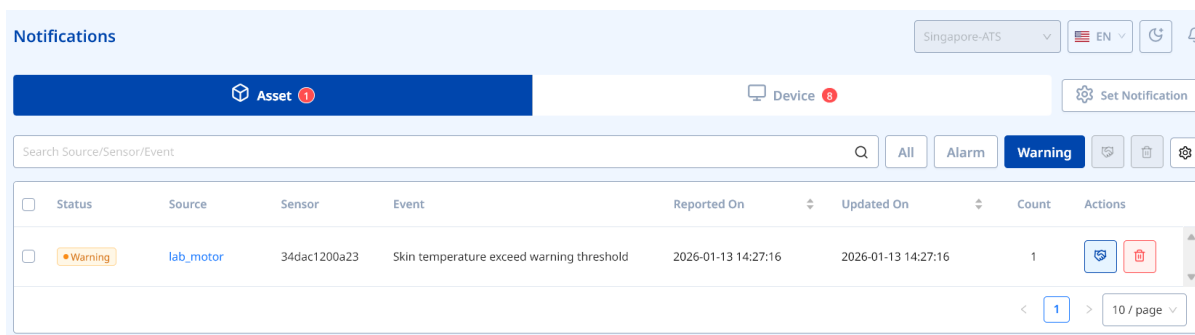 Notifications
Singapore-ATS
EN
Asset 1
Device 8
Set Notification
Search Source/Sensor/Event
All
Alarm
Warning
Status Source Sensor Event Reported On Updated On Count Actions
Warning lab_motor 34dac1200a23 Skin temperature exceed warning threshold 2026-01-13 14:27:16 2026-01-13 14:27:16 1
< 1 > 10 / page